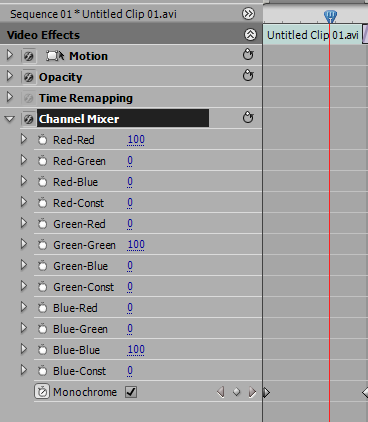 Sequence 01 * Untitled Clip 01.avi
Video Effects
Untitled Clip 01.avi
Motion
Opacity
Time Remapping
Channel Mixer
Red-Red 100
Red-Green 0
Red-Blue 0
Red-Const 0
Green-Red 0
Green-Green 100
Green-Blue 0
Green-Const 0
Blue-Red 0
Blue-Green 0
Blue-Blue 100
Blue-Const 0
Monochrome